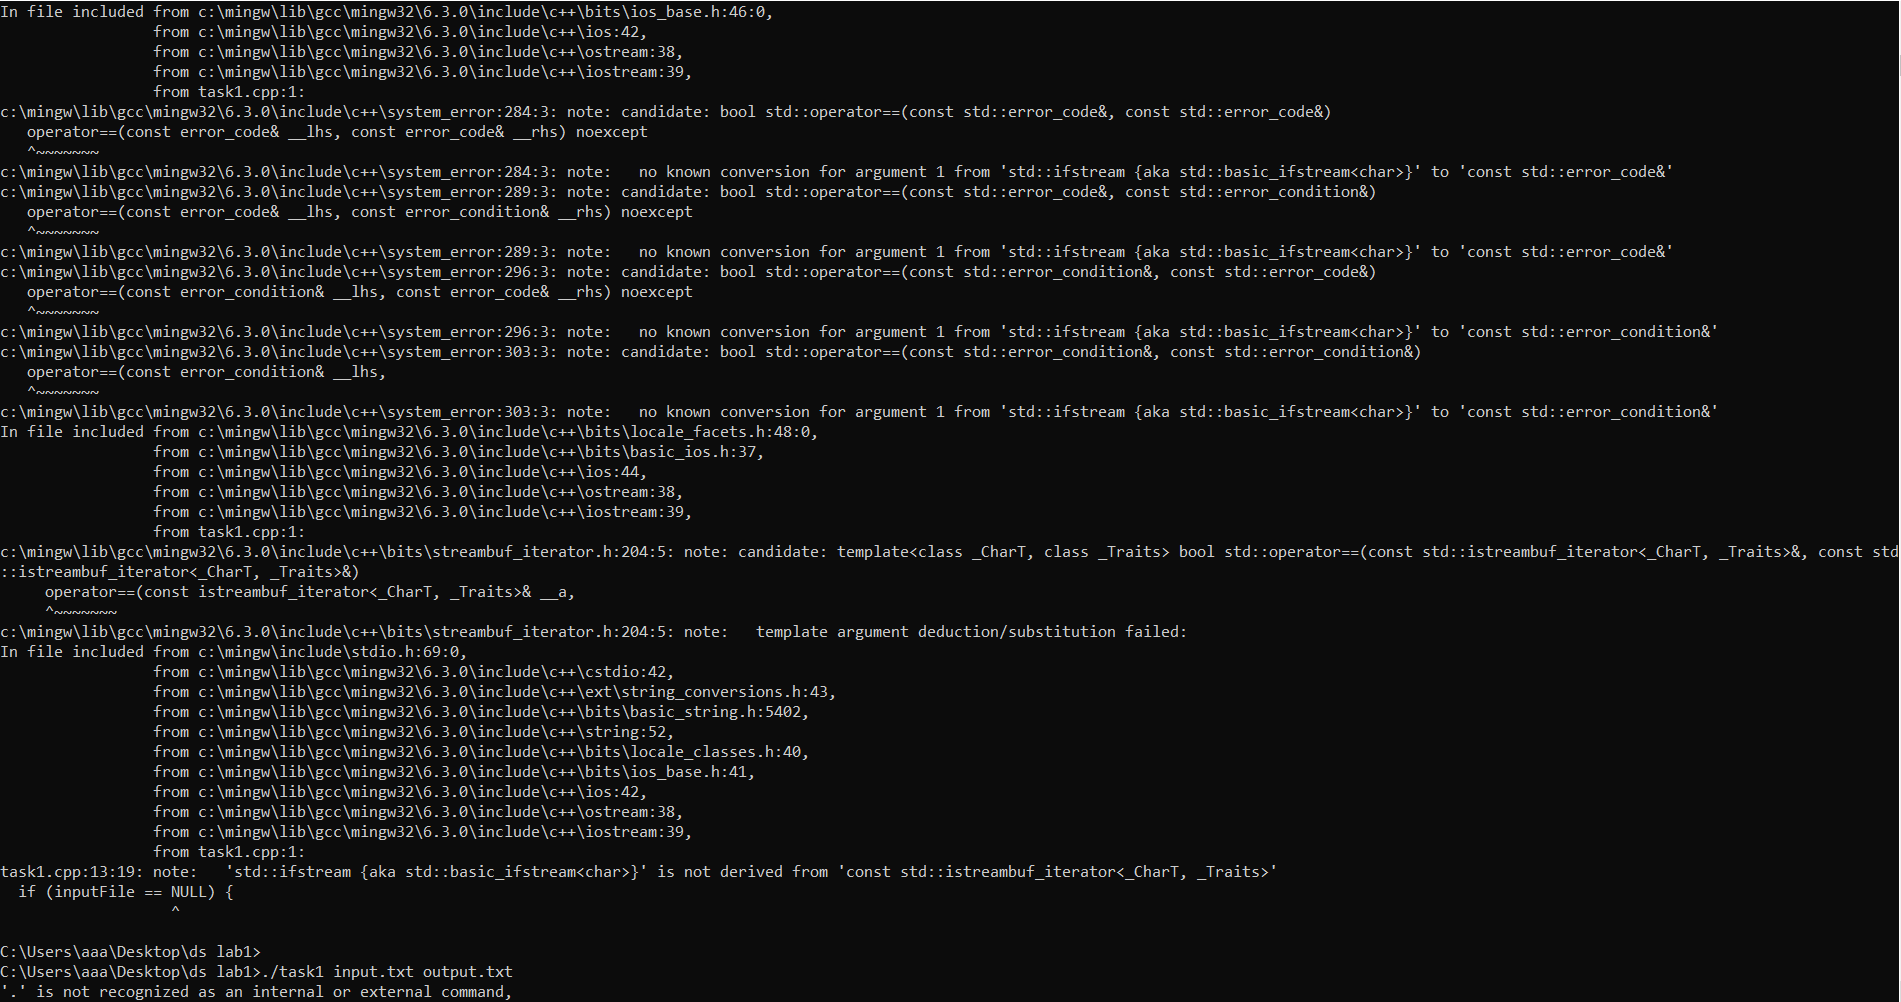 In file included from c:\mingw\lib\gcc\mingw32\6.3.0\include\c++\bits\ios_base.h:46:0,
                 from c:\mingw\lib\gcc\mingw32\6.3.0\include\c++\ios:42,
                 from c:\mingw\lib\gcc\mingw32\6.3.0\include\c++\ostream:38,
                 from c:\mingw\lib\gcc\mingw32\6.3.0\include\c++\iostream:39,
                 from task1.cpp:1:
c:\mingw\lib\gcc\mingw32\6.3.0\include\c++\system_error:284:3: note: candidate: bool std::operator==(const std::error_code&, const std::error_code&)
   operator==(const error_code& __lhs, const error_code& __rhs) noexcept
   ^~~~~~~~
c:\mingw\lib\gcc\mingw32\6.3.0\include\c++\system_error:284:3: note:   no known conversion for argument 1 from 'std::ifstream {aka std::basic_ifstream<char>}' to 'const std::error_code&'
c:\mingw\lib\gcc\mingw32\6.3.0\include\c++\system_error:289:3: note: candidate: bool std::operator==(const std::error_code&, const std::error_condition&)
   operator==(const error_code& __lhs, const error_condition& __rhs) noexcept
   ^~~~~~~~
c:\mingw\lib\gcc\mingw32\6.3.0\include\c++\system_error:289:3: note:   no known conversion for argument 1 from 'std::ifstream {aka std::basic_ifstream<char>}' to 'const std::error_code&'
c:\mingw\lib\gcc\mingw32\6.3.0\include\c++\system_error:296:3: note: candidate: bool std::operator==(const std::error_condition&, const std::error_code&)
   operator==(const error_condition& __lhs, const error_code& __rhs) noexcept
   ^~~~~~~~
c:\mingw\lib\gcc\mingw32\6.3.0\include\c++\system_error:296:3: note:   no known conversion for argument 1 from 'std::ifstream {aka std::basic_ifstream<char>}' to 'const std::error_condition&'
c:\mingw\lib\gcc\mingw32\6.3.0\include\c++\system_error:303:3: note: candidate: bool std::operator==(const std::error_condition&, const std::error_condition&)
   operator==(const error_condition& __lhs,
   ^~~~~~~~
c:\mingw\lib\gcc\mingw32\6.3.0\include\c++\system_error:303:3: note:   no known conversion for argument 1 from 'std::ifstream {aka std::basic_ifstream<char>}' to 'const std::error_condition&'
In file included from c:\mingw\lib\gcc\mingw32\6.3.0\include\c++\bits\locale_facets.h:48:0,
                 from c:\mingw\lib\gcc\mingw32\6.3.0\include\c++\bits\basic_ios.h:37,
                 from c:\mingw\lib\gcc\mingw32\6.3.0\include\c++\ios:44,
                 from c:\mingw\lib\gcc\mingw32\6.3.0\include\c++\ostream:38,
                 from c:\mingw\lib\gcc\mingw32\6.3.0\include\c++\iostream:39,
                 from task1.cpp:1:
c:\mingw\lib\gcc\mingw32\6.3.0\include\c++\bits\streambuf_iterator.h:204:5: note: candidate: template<class _CharT, class _Traits> bool std::operator==(const std::istreambuf_iterator<_CharT, _Traits>&, const std
::istreambuf_iterator<_CharT, _Traits>&)
     operator==(const istreambuf_iterator<_CharT, _Traits>& __a,
     ^~~~~~~~
c:\mingw\lib\gcc\mingw32\6.3.0\include\c++\bits\streambuf_iterator.h:204:5: note:   template argument deduction/substitution failed:
In file included from c:\mingw\include\stdio.h:69:0,
                 from c:\mingw\lib\gcc\mingw32\6.3.0\include\c++\cstdio:42,
                 from c:\mingw\lib\gcc\mingw32\6.3.0\include\c++\ext\string_conversions.h:43,
                 from c:\mingw\lib\gcc\mingw32\6.3.0\include\c++\bits\basic_string.h:5402,
                 from c:\mingw\lib\gcc\mingw32\6.3.0\include\c++\string:52,
                 from c:\mingw\lib\gcc\mingw32\6.3.0\include\c++\bits\locale_classes.h:40,
                 from c:\mingw\lib\gcc\mingw32\6.3.0\include\c++\bits\ios_base.h:41,
                 from c:\mingw\lib\gcc\mingw32\6.3.0\include\c++\ios:42,
                 from c:\mingw\lib\gcc\mingw32\6.3.0\include\c++\ostream:38,
                 from c:\mingw\lib\gcc\mingw32\6.3.0\include\c++\iostream:39,
                 from task1.cpp:1:
task1.cpp:13:19: note:   'std::ifstream {aka std::basic_ifstream<char>}' is not derived from 'const std::istreambuf_iterator<_CharT, _Traits>'
  if (inputFile == NULL) {
                   ^
C:\Users\aaa\Desktop\ds lab1>
C:\Users\aaa\Desktop\ds lab1>./task1 input.txt output.txt
'.' is not recognized as an internal or external command,